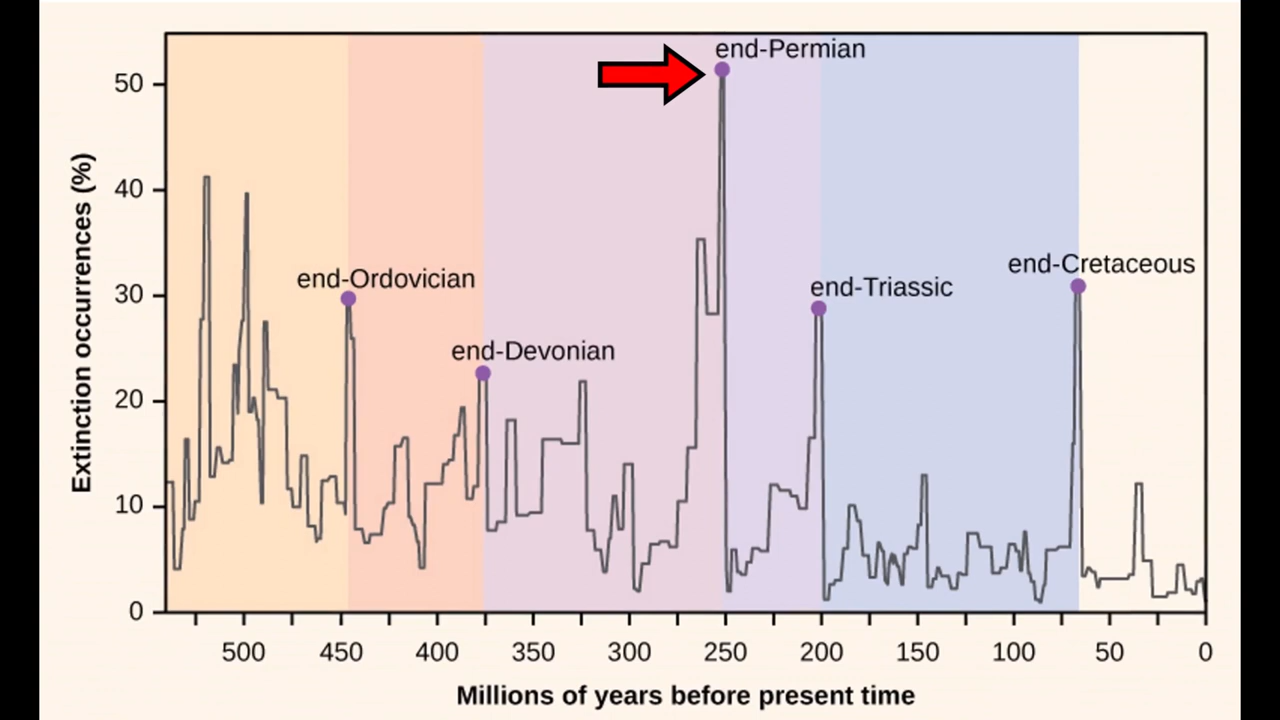 end-Permian
50
40
30
20
10
0
Extinction occurrences (%)
end-Ordovician
end-Devonian
end-Triassic
end-Cretaceous
500 450 400 350 300 250 200 150 100 50 0
Millions of years before present time